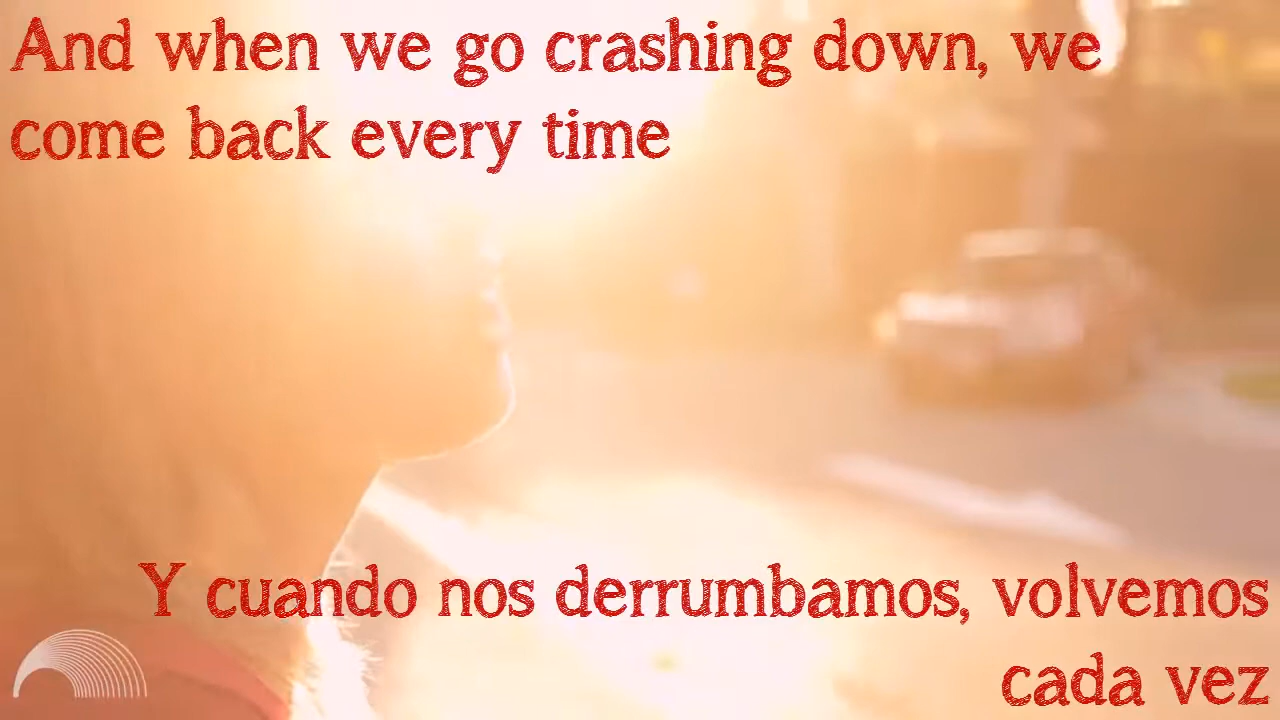 And when we go crashing down, we
come back every time
Y cuando nos derrumbamos, volvemos
cada vez